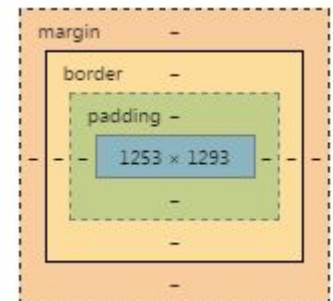 margin –
border –
padding –
– – – 1253 × 1293 – – –
–
–
–